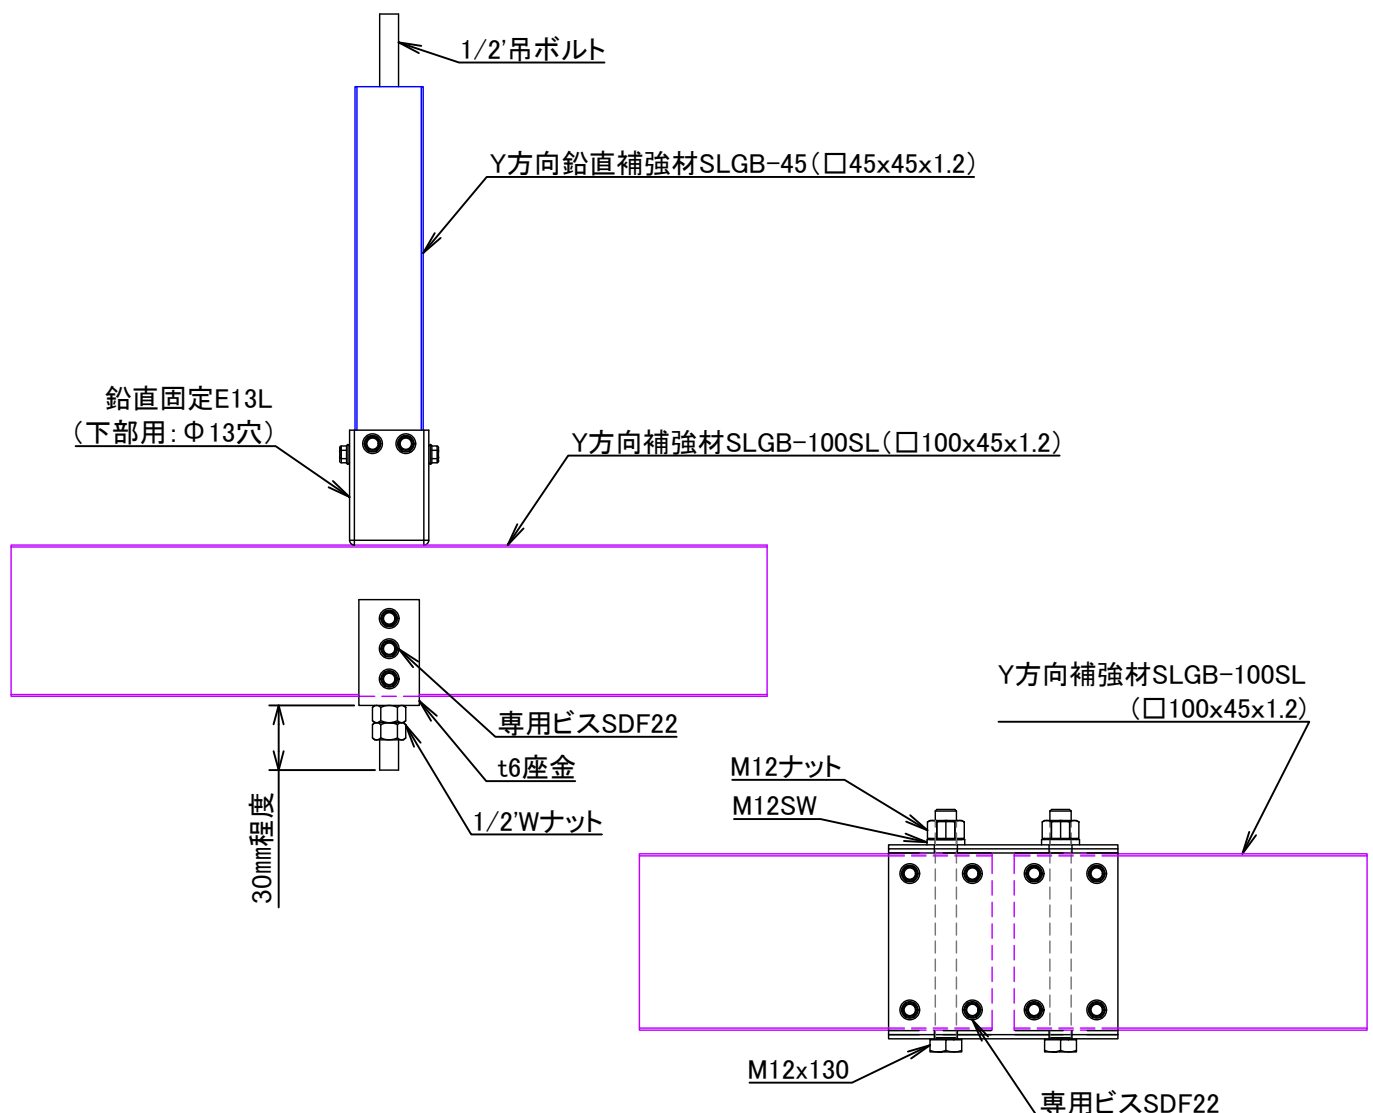 1/2'吊ボルト
Y方向鉛直補強材SLGB-45(□45x45x1.2)
鉛直固定E13L
(下部用:Φ13穴)
Y方向補強材SLGB-100SL(□100x45x1.2)
専用ビスSDF22
t6座金
1/2'Wナット
30㎜程度
Y方向補強材SLGB-100SL
(□100x45x1.2)
M12ナット
M12SW
M12x130
専用ビスSDF22